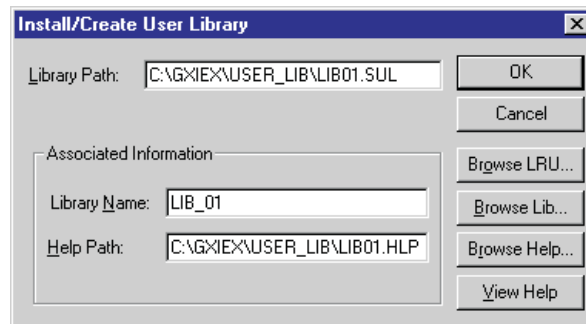 Install/Create User Library
Library Path: C:\GXIEX\USER_LIB\LIB01.SUL
OK
Cancel
Associated Information
Browse LRU...
Library Name: LIB_01
Browse Lib...
Help Path: C:\GXIEX\USER_LIB\LIB01.HLP
Browse Help...
View Help